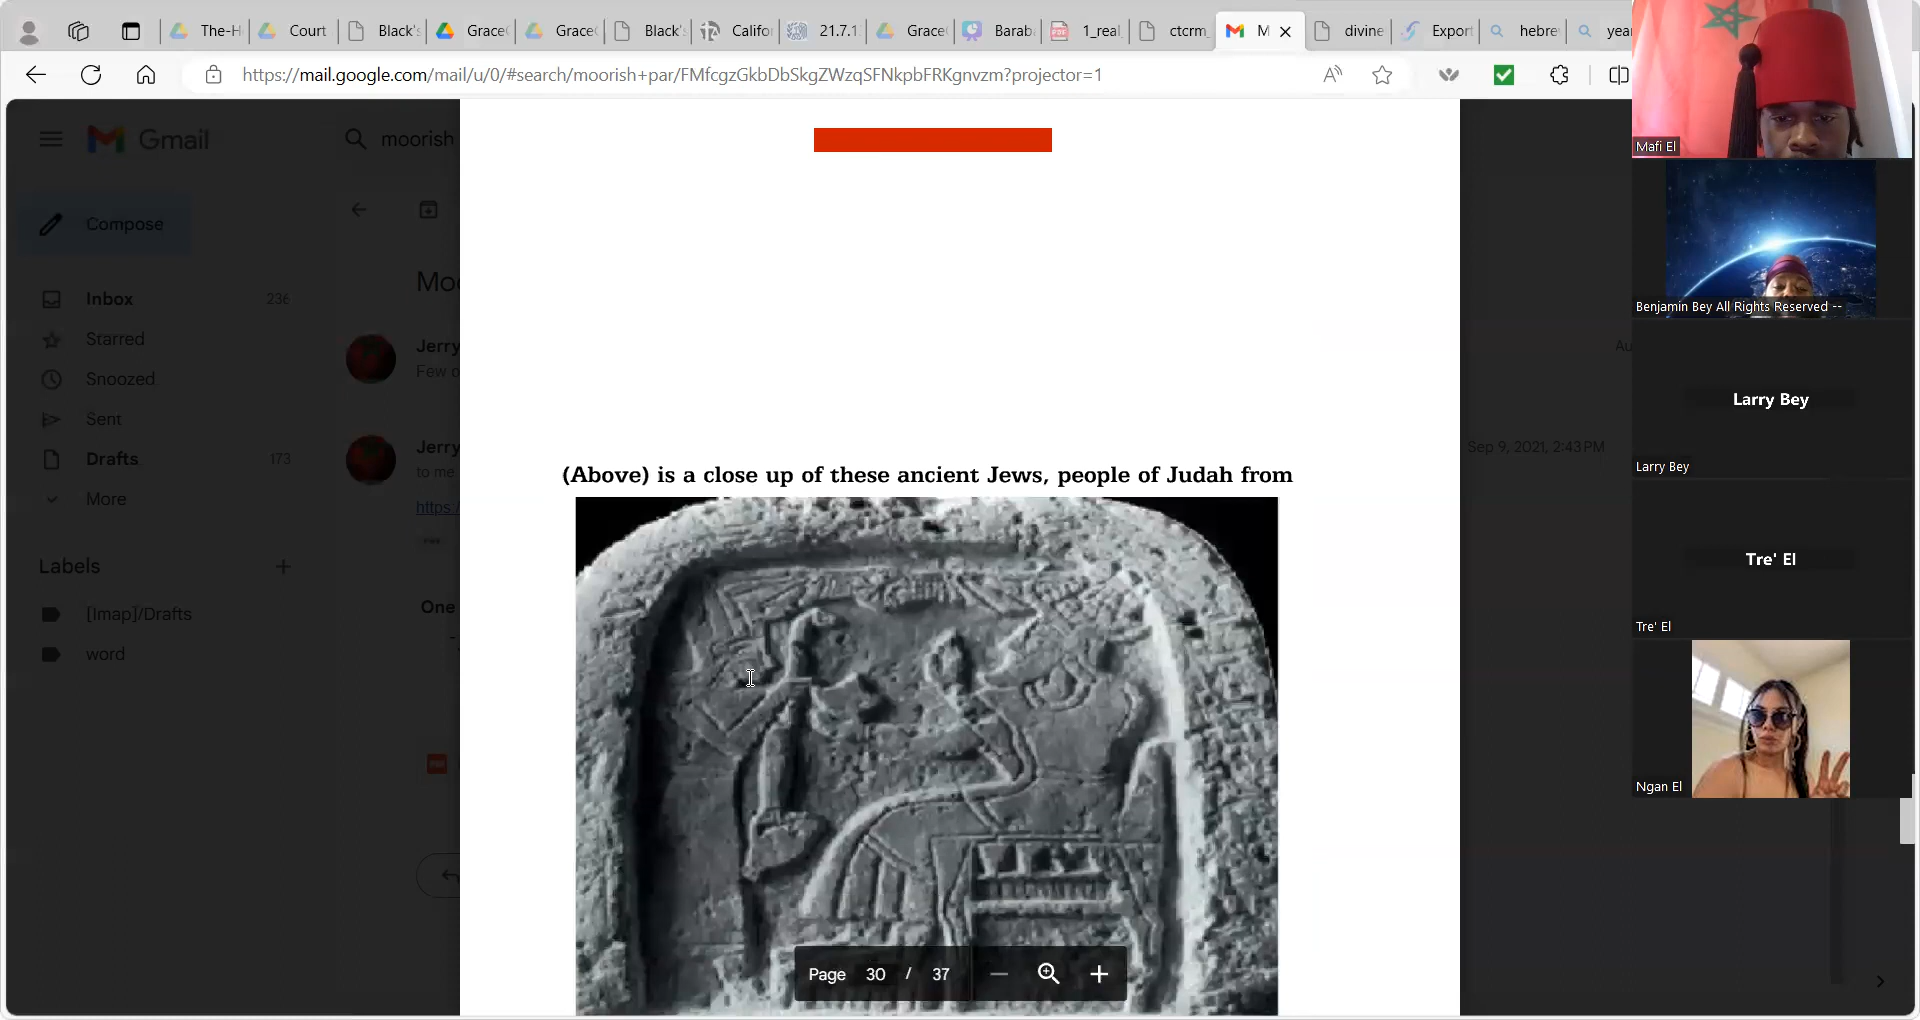 The-H
Court
Black's
Grace
Grace
Black's
Califo
21.7.1
Grace
Barab
1_real
ctcrm_
M
divine
Export
hebre
year
https://mail.google.com/mail/u/0/#search/moorish+par/FMfcgzGkbDbSkgZWzqSFNkpbFRKgnvzm?projector=1
Gmail
moorish
Compose
Inbox 236
Starred
Snoozed
Sent
Drafts 173
More
Labels
[Imap]/Drafts
word
Moo
Jerry
Few o
Jerry
to me
https:/
One
Au
Sep 9, 2021, 2:43 PM
(Above) is a close up of these ancient Jews, people of Judah from
Page 30 / 37
Mafi El
Benjamin Bey All Rights Reserved --
Larry Bey
Larry Bey
Tre' El
Tre' El
Ngan El